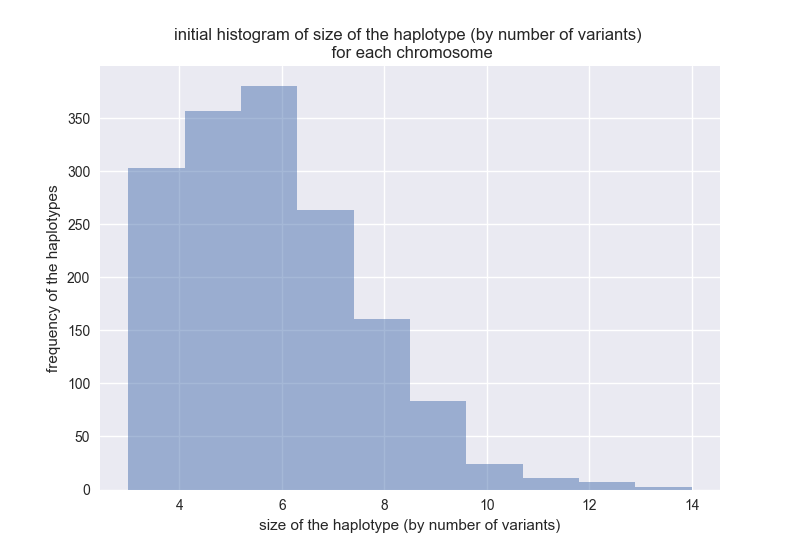 initial histogram of size of the haplotype (by number of variants)
for each chromosome
350
300
250
200
150
100
50
0
frequency of the haplotypes
4 6 8 10 12 14
size of the haplotype (by number of variants)